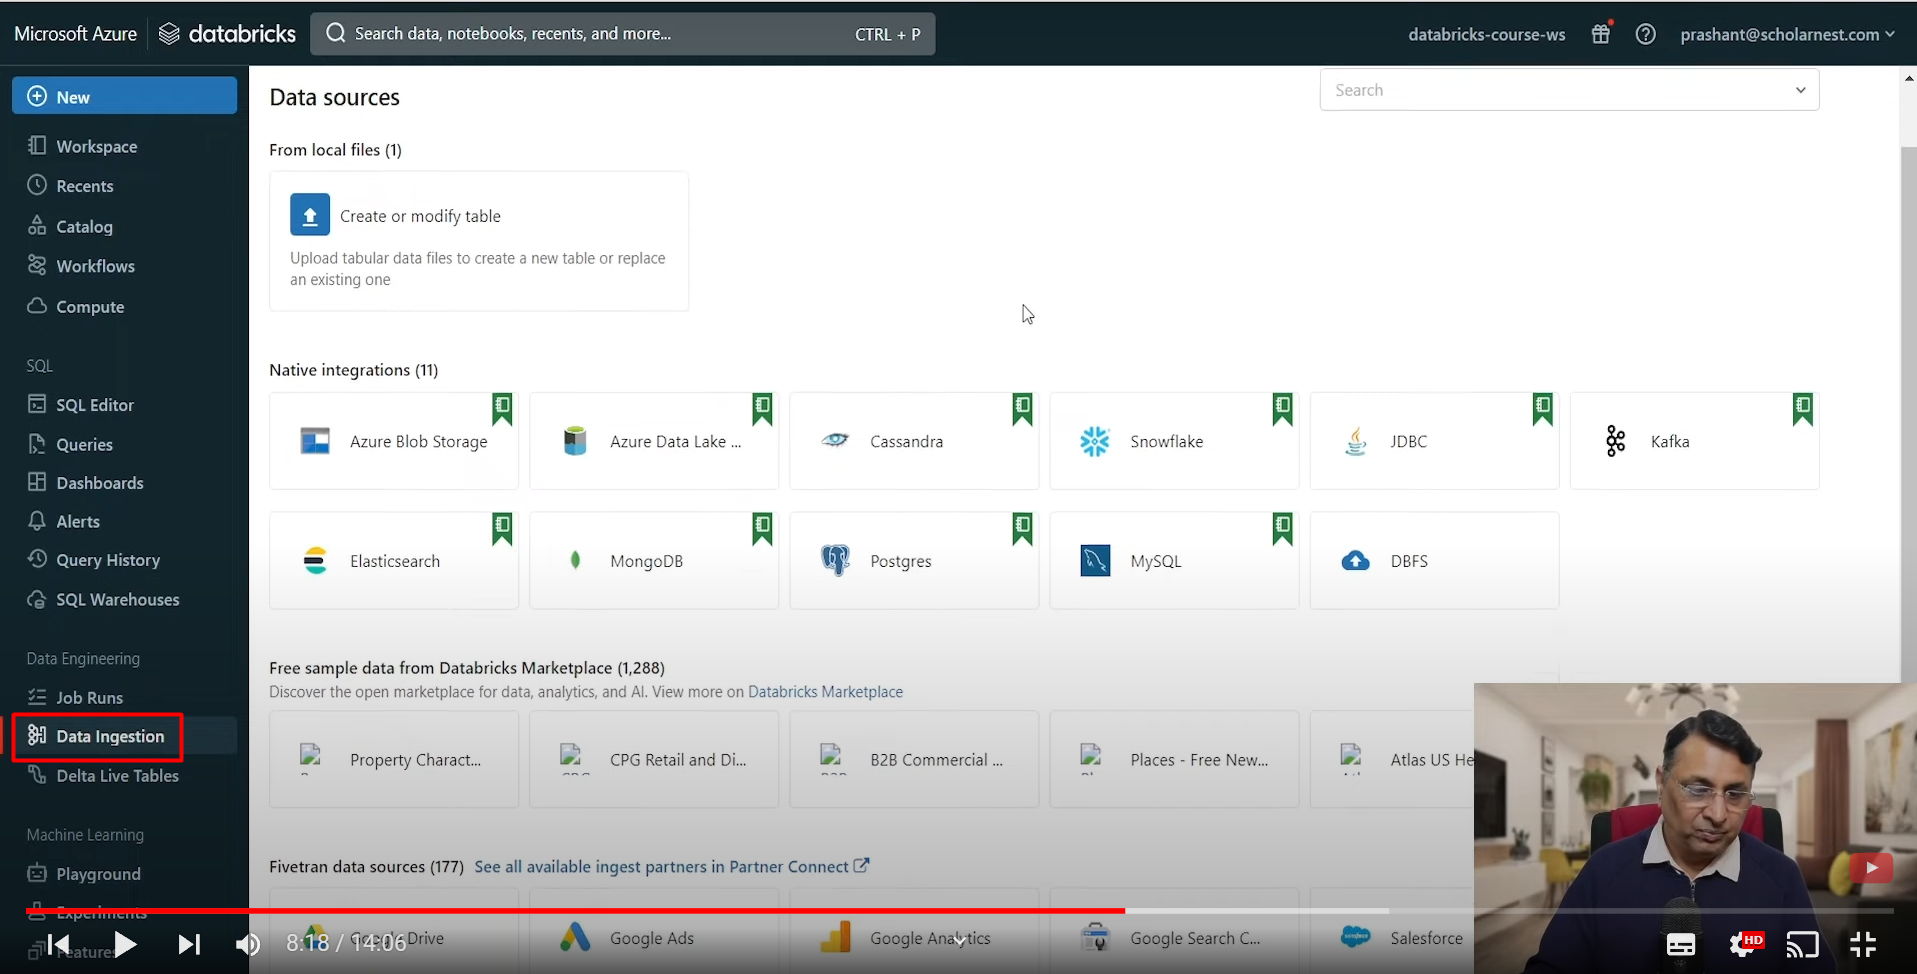 Microsoft Azure databricks Search data, notebooks, recents, and more... CTRL + P databricks-course-ws prashant@scholarnest.com
New
Workspace
Recents
Catalog
Workflows
Compute
SQL
SQL Editor
Queries
Dashboards
Alerts
Query History
SQL Warehouses
Data Engineering
Job Runs
Data Ingestion
Delta Live Tables
Machine Learning
Playground
Experiments
Features
Data sources
Search
From local files (1)
Create or modify table
Upload tabular data files to create a new table or replace
an existing one
Native integrations (11)
Azure Blob Storage Azure Data Lake ... Cassandra Snowflake JDBC Kafka
Elasticsearch MongoDB Postgres MySQL DBFS
Free sample data from Databricks Marketplace (1,288)
Discover the open marketplace for data, analytics, and AI. View more on Databricks Marketplace
Property Charact... CPG Retail and Di... B2B Commercial ... Places - Free New... Atlas US He
Fivetran data sources (177) See all available ingest partners in Partner Connect
Drive Google Ads Google Analytics Google Search C... Salesforce
8:18 / 14:06 HD